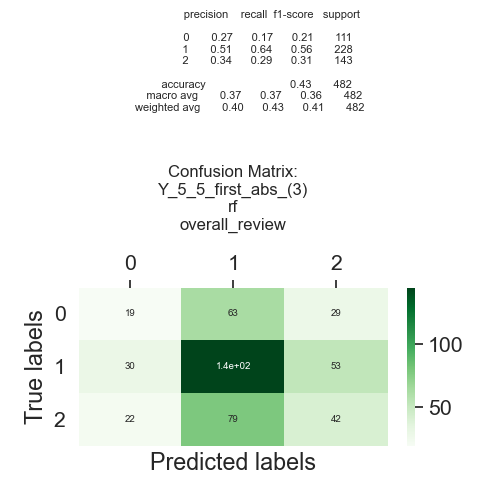 precision recall f1-score support
0 0.27 0.17 0.21 111
1 0.51 0.64 0.56 228
2 0.34 0.29 0.31 143
accuracy 0.43 482
macro avg 0.37 0.37 0.36 482
weighted avg 0.40 0.43 0.41 482
Confusion Matrix:
Y_5_5_first_abs_(3)
rf
overall_review
0 1 2
0 19 63 29
1 30 1.4e+02 53
2 22 79 42
100
50
True labels
Predicted labels